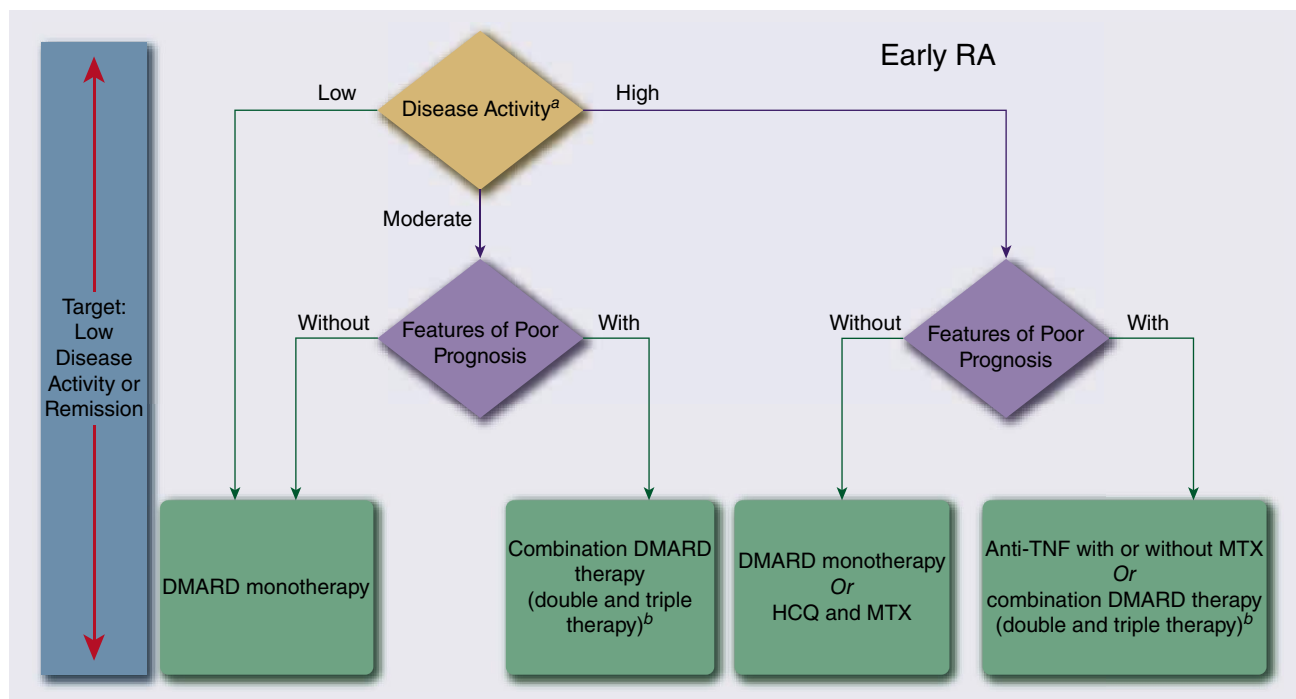 Early RA
Low
Disease Activitya
High
Moderate
Target:
Low
Disease
Activity or
Remission
Without
Features of Poor
Prognosis
With
Without
Features of Poor
Prognosis
With
DMARD monotherapy
Combination DMARD
therapy
(double and triple
therapy)b
DMARD monotherapy
Or
HCQ and MTX
Anti-TNF with or without MTX
Or
combination DMARD therapy
(double and triple therapy)b